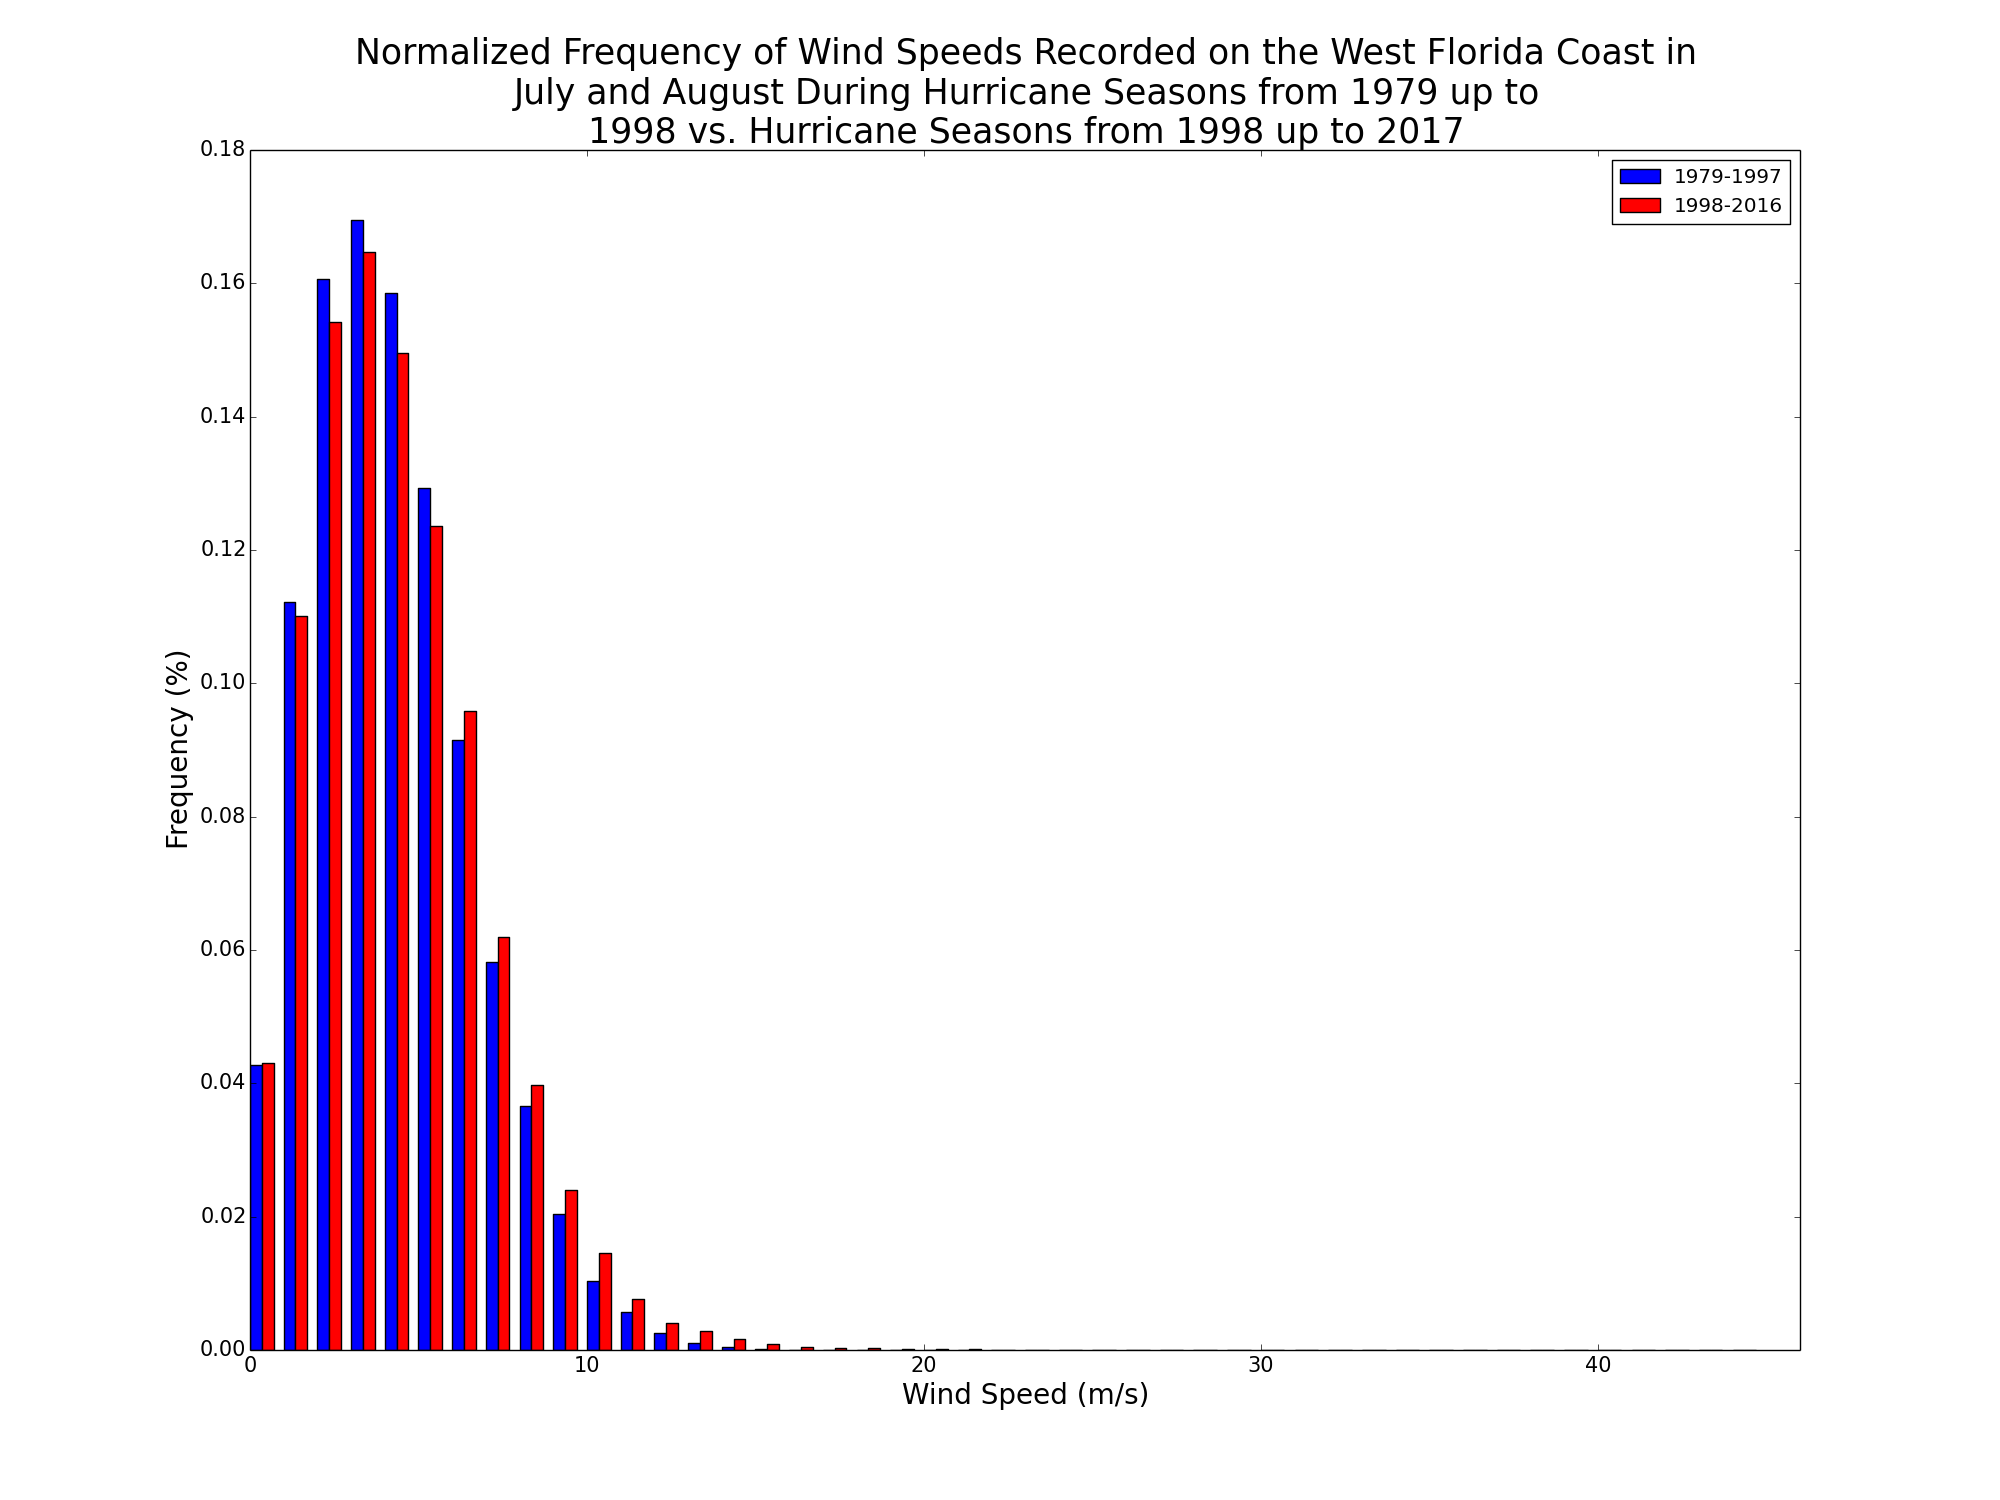 Normalized Frequency of Wind Speeds Recorded on the West Florida Coast in
July and August During Hurricane Seasons from 1979 up to
1998 vs. Hurricane Seasons from 1998 up to 2017
1979-1997
1998-2016
Frequency (%)
0.18
0.16
0.14
0.12
0.10
0.08
0.06
0.04
0.02
0.00
0 10 20 30 40
Wind Speed (m/s)